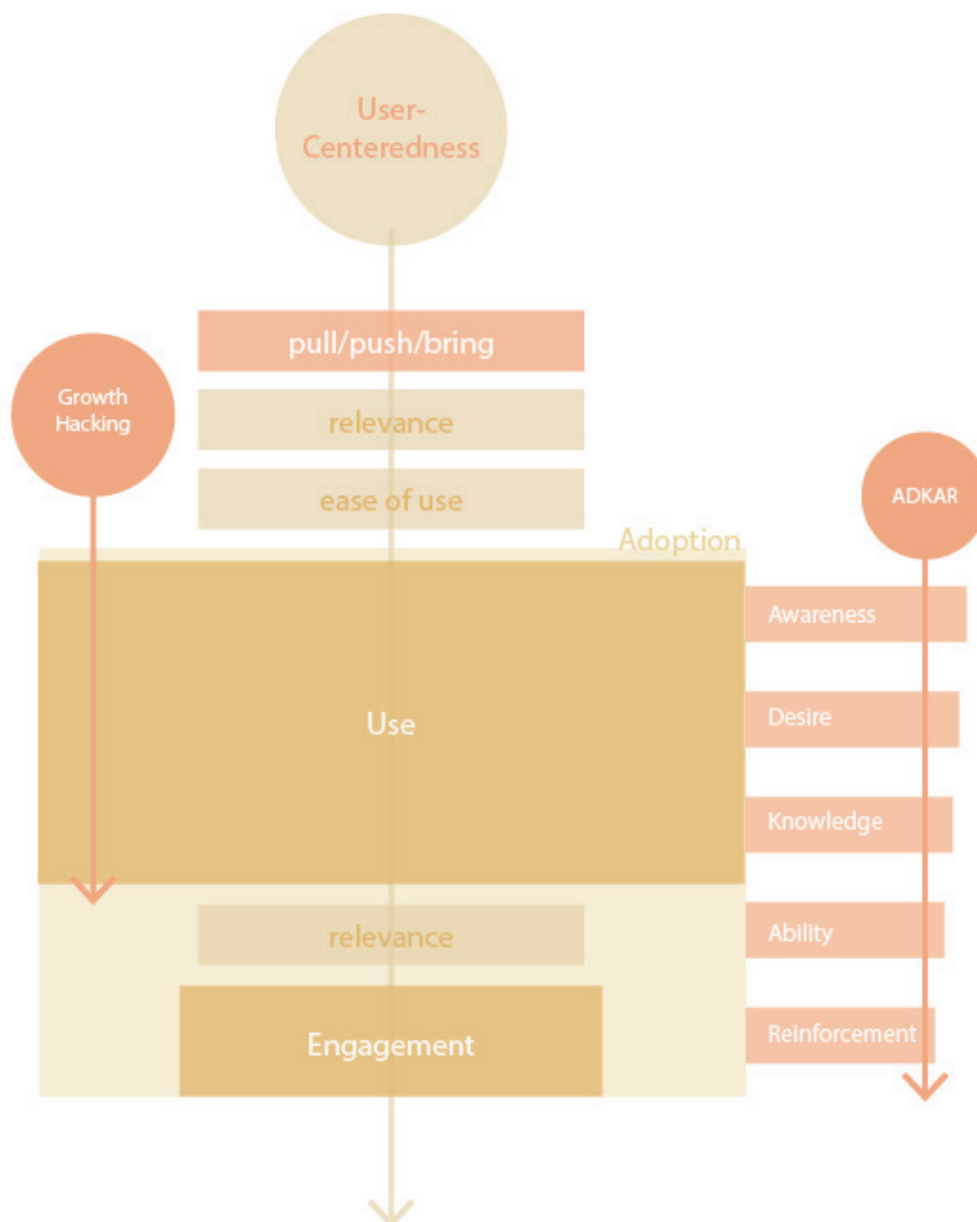 User-
Centeredness
pull/push/bring
Growth
Hacking
relevance
ease of use
ADKAR
Adoption
Awareness
Use
Desire
Knowledge
relevance
Ability
Engagement
Reinforcement